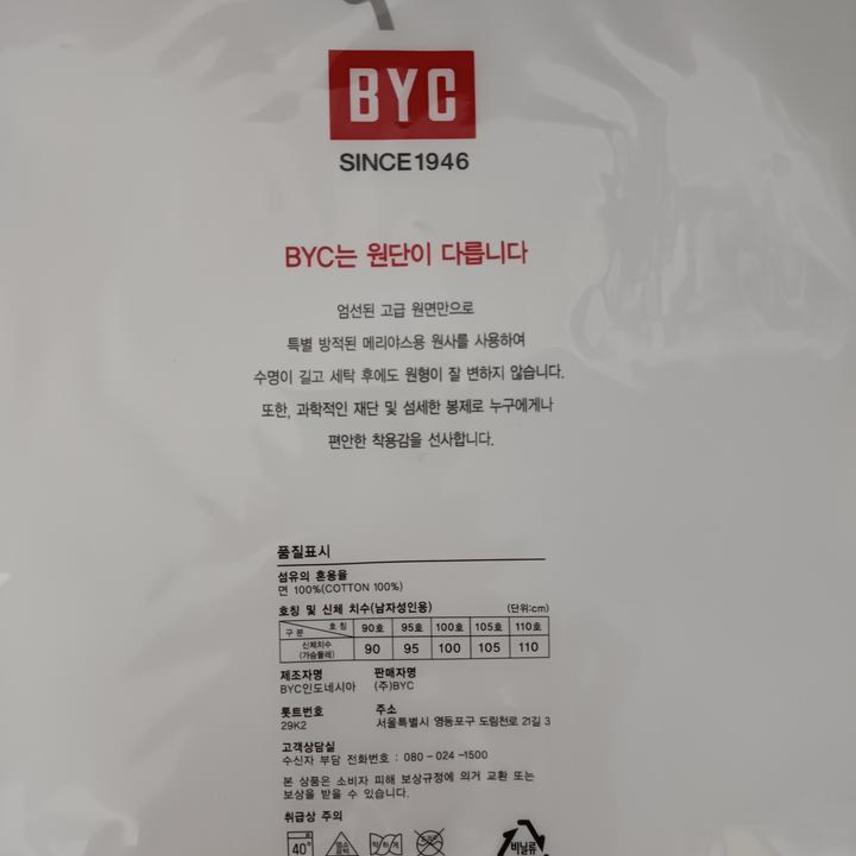 BYC
SINCE1946
BYC는 원단이 다릅니다
엄선된 고급 원면만으로
특별 방적된 메리야스용 원사를 사용하여
수명이 길고 세탁 후에도 원형이 잘 변하지 않습니다.
또한, 과학적인 재단 및 섬세한 봉제로 누구에게나
편안한 착용감을 선사합니다.
품질표시
섬유의 혼용율
면 100%(COTTON 100%)
호칭 및 신체 치수(남자성인용) (단위:cm)
구분 호칭 90호 95호 100호 105호 110호
신체치수 (가슴둘레) 90 95 100 105 110
제조자명 판매자명
BYC인도네시아 (주)BYC
롯트번호 주소
29K2 서울특별시 영등포구 도림천로 21길 3
고객상담실
수신자 부담 전화번호 : 080-024-1500
본 상품은 소비자 피해 보상규정에 의거 교환 또는
보상을 받을 수 있습니다.
취급상 주의
40° 약하게 비닐류